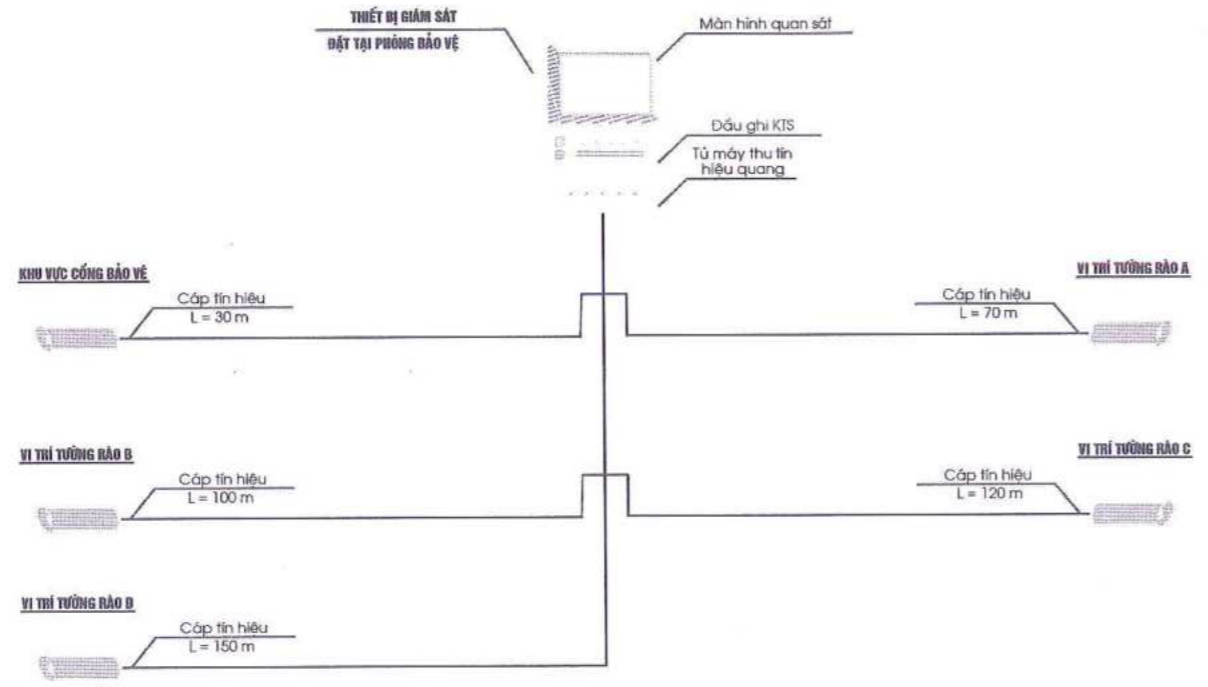 THIẾT BỊ GIÁM SÁT
ĐẶT TẠI PHÒNG BẢO VỆ
Màn hình quan sát
Đầu ghi KTS
Tủ máy thu tín
hiệu quang
KHU VỰC CỔNG BẢO VỆ
Cáp tín hiệu
L = 30 m
VỊ TRÍ TƯỜNG RÀO A
Cáp tín hiệu
L = 70 m
VỊ TRÍ TƯỜNG RÀO B
Cáp tín hiệu
L = 100 m
VỊ TRÍ TƯỜNG RÀO C
Cáp tín hiệu
L = 120 m
VỊ TRÍ TƯỜNG RÀO D
Cáp tín hiệu
L = 150 m